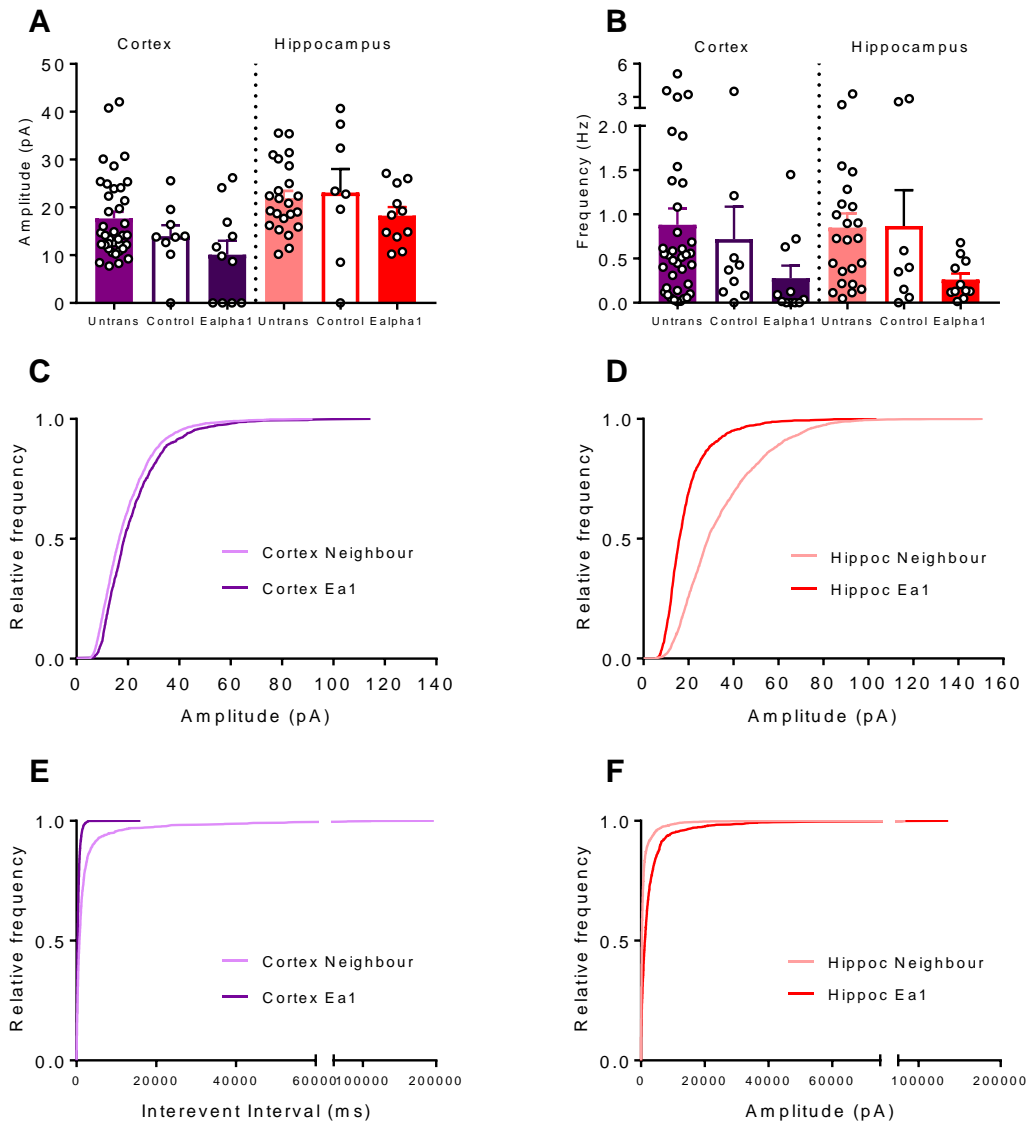 A
B
Cortex Hippocampus
Cortex Hippocampus
50
40
30
20
10
0
Amplitude (pA)
Untrans Control Ealpha1 Untrans Control Ealpha1
6
3
2.0
1.5
1.0
0.5
0.0
Frequency (Hz)
Untrans Control Ealpha1 Untrans Control Ealpha1
C
1.0
0.5
0.0
Relative frequency
Cortex Neighbour
Cortex Ea1
0 20 40 60 80 100 120 140
Amplitude (pA)
D
1.0
0.5
0.0
Relative frequency
Hippoc Neighbour
Hippoc Ea1
0 20 40 60 80 100 120 140 160
Amplitude (pA)
E
1.0
0.5
0.0
Relative frequency
Cortex Neighbour
Cortex Ea1
0 20000 40000 60000 100000 200000
Interevent Interval (ms)
F
1.0
0.5
0.0
Relative frequency
Hippoc Neighbour
Hippoc Ea1
0 20000 40000 60000 100000 200000
Amplitude (pA)